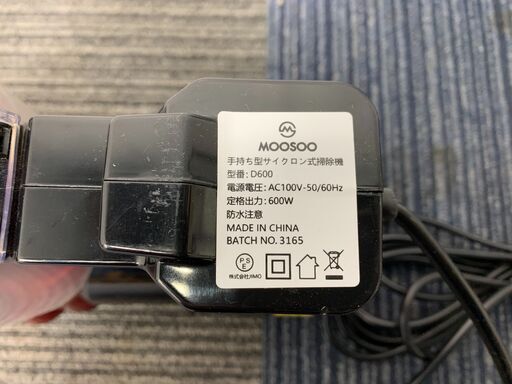 MOOSOO
手持ち型サイクロン式掃除機
型番: D600
電源電圧: AC100V-50/60Hz
定格出力: 600W
防水注意
MADE IN CHINA
BATCH NO. 3165
PS
E
株式会社JIMO